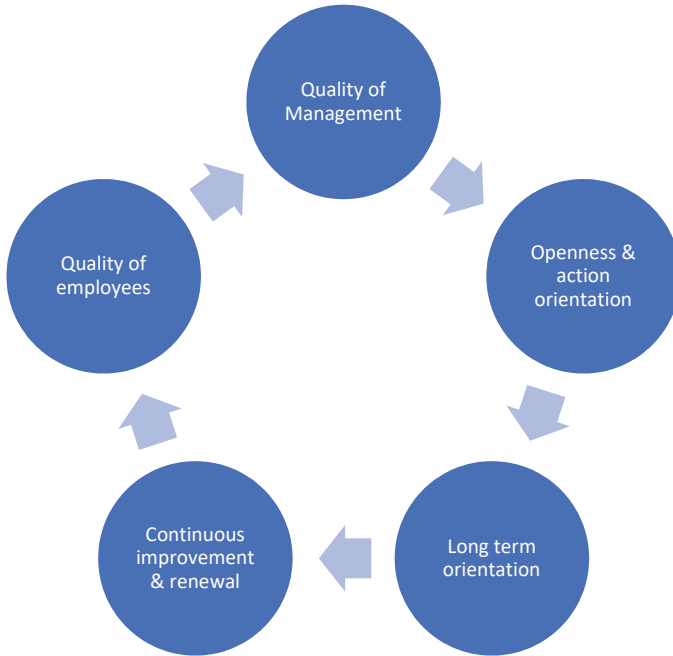 Quality of
Management
Openness &
action
orientation
Long term
orientation
Continuous
improvement
& renewal
Quality of
employees